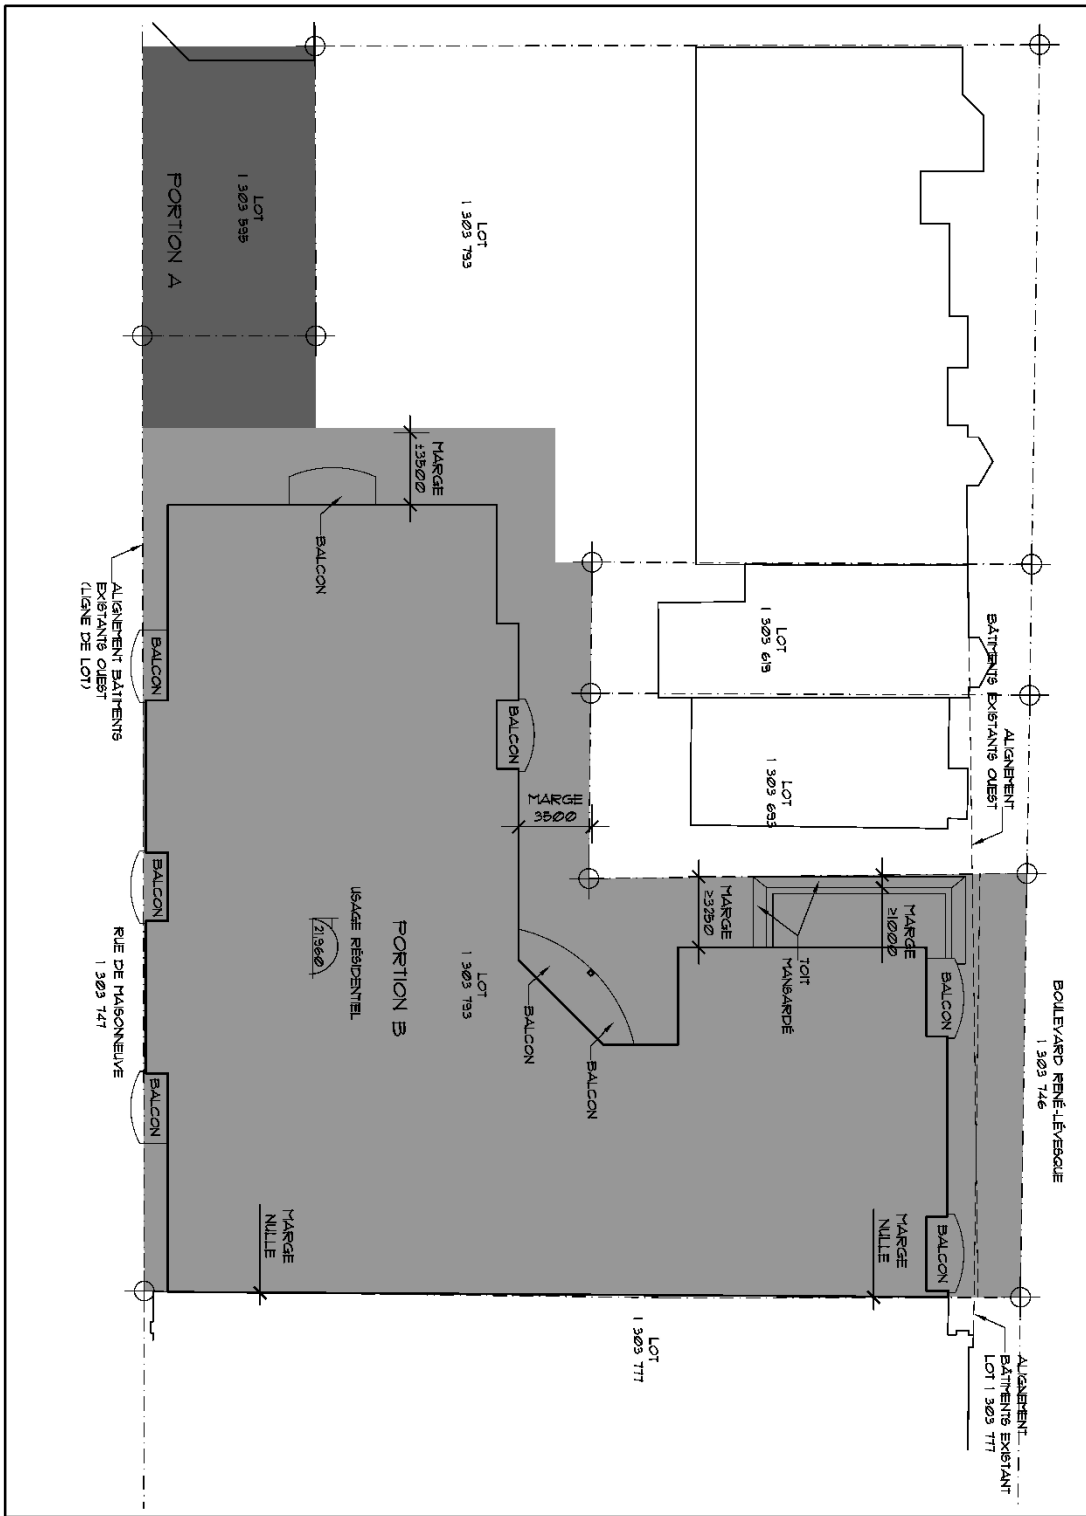 BOULEVARD RENÉ-LÉVESQUE
1 303 746
ALIGNEMENT
BÂTIMENTS EXISTANTS OUEST
ALIGNEMENT
BÂTIMENTS EXISTANT
LOT 1 303 777
LOT
1 303 793
LOT
1 303 619
LOT
1 303 693
LOT
1 303 595
PORTION A
MARGE
±3500
BALCON
BALCON
MARGE
3500
MARGE
≥3250
MARGE
≥1000
TOIT
MANSARDÉ
BALCON
BALCON
BALCON
BALCON
LOT
1 303 793
PORTION B
USAGE RÉSIDENTIEL
21.360
MARGE
NULLE
MARGE
NULLE
LOT
1 303 777
BALCON
BALCON
BALCON
ALIGNEMENT BÂTIMENTS
EXISTANTS OUEST
(LIGNE DE LOT)
RUE DE MAISONNEUVE
1 303 747